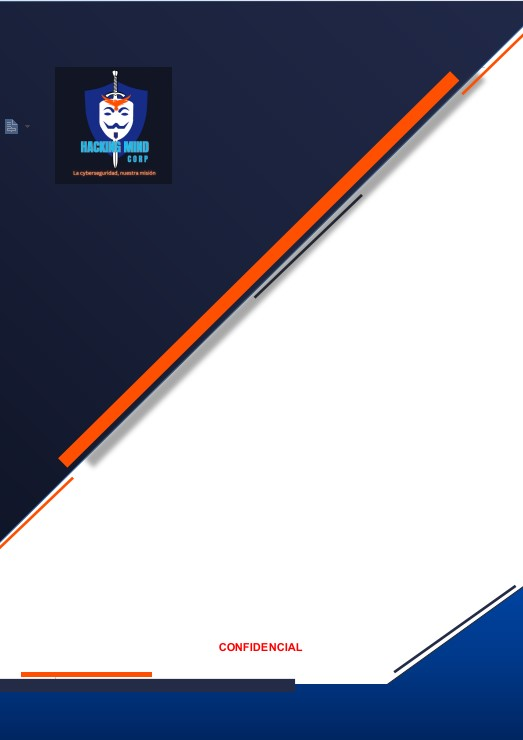 HACKING MIND
CORP
La cyberseguridad, nuestra misión
CONFIDENCIAL